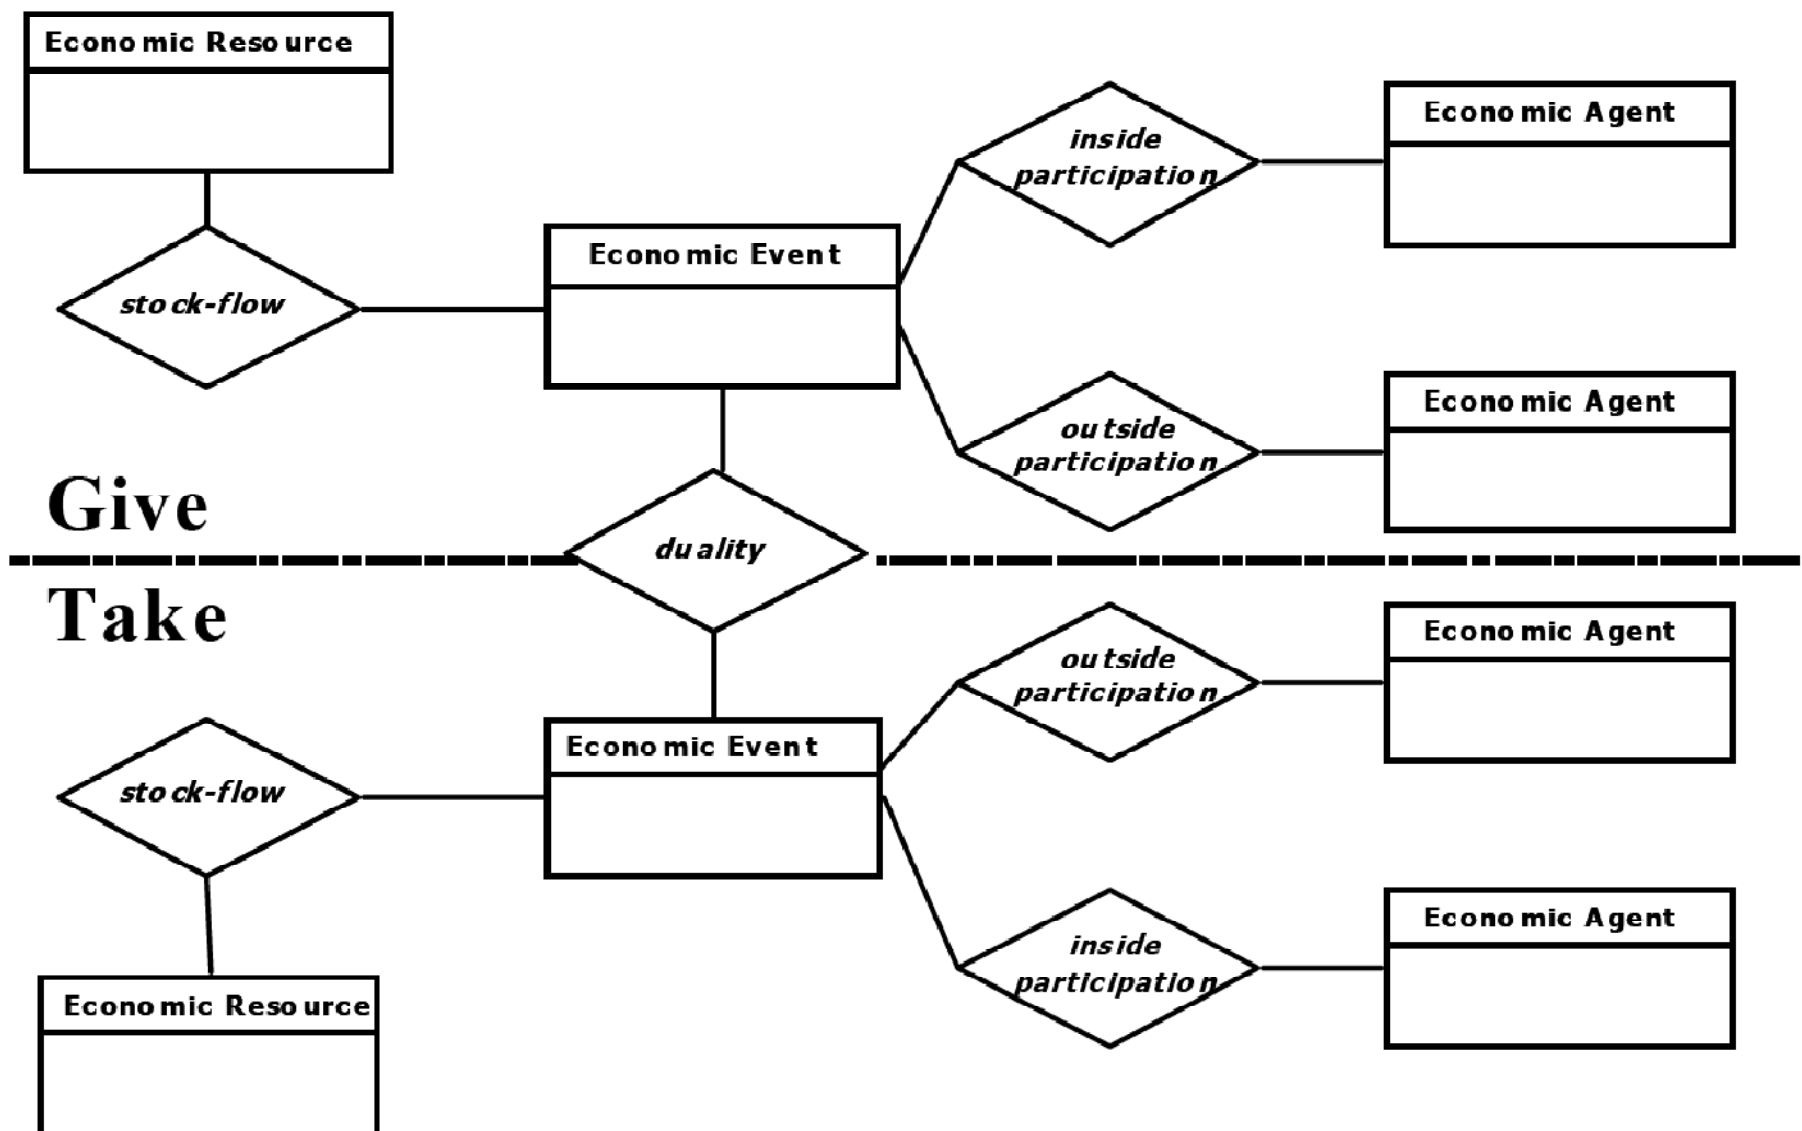 Economic Resource
inside
participation
Economic Agent
Economic Event
stock-flow
outside
participation
Economic Agent
Give
duality
Take
outside
participation
Economic Agent
Economic Event
stock-flow
inside
participation
Economic Agent
Economic Resource